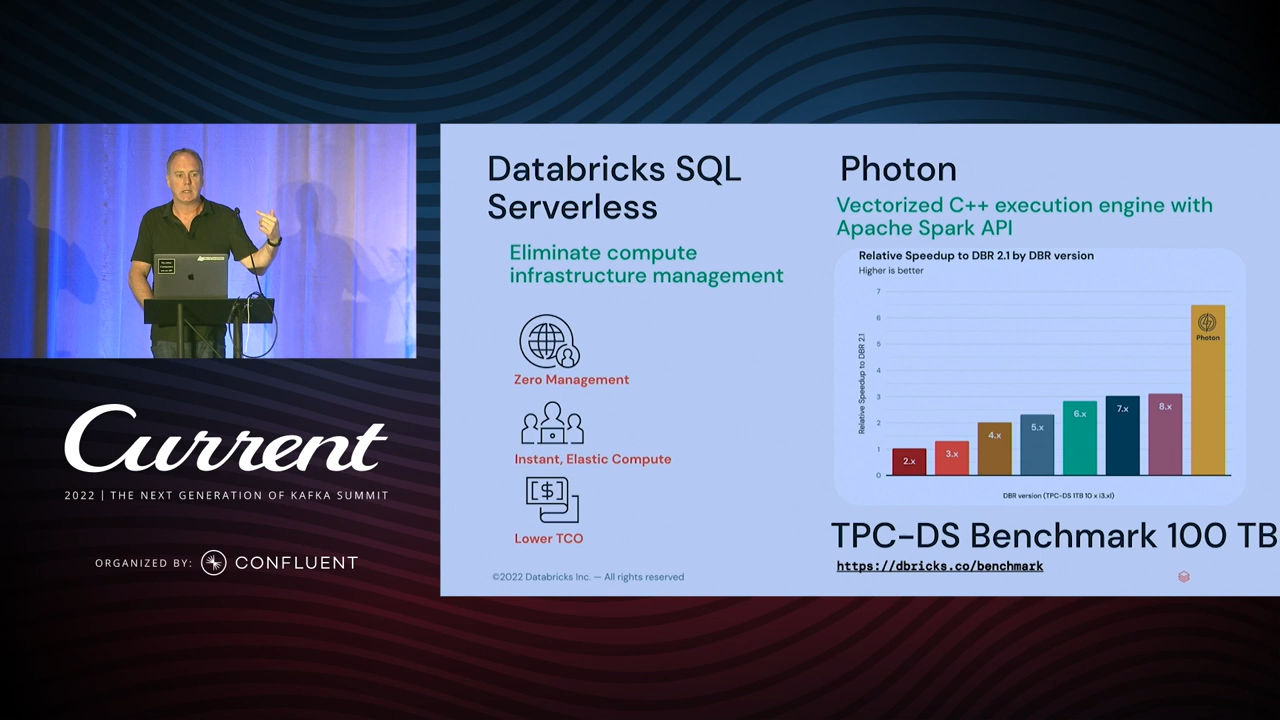 Current
2022 | THE NEXT GENERATION OF KAFKA SUMMIT
ORGANIZED BY: CONFLUENT
Databricks SQL
Serverless
Eliminate compute
infrastructure management
Zero Management
Instant, Elastic Compute
Lower TCO
©2022 Databricks Inc. — All rights reserved
Photon
Vectorized C++ execution engine with
Apache Spark API
Relative Speedup to DBR 2.1 by DBR version
Higher is better
Relative Speedup to DBR 2.1
7
6
5
4
3
2
1
0
2.x
3.x
4.x
5.x
6.x
7.x
8.x
Photon
DBR version (TPC-DS 1TB 10 x i3.xl)
TPC-DS Benchmark 100 TB
https://dbricks.co/benchmark